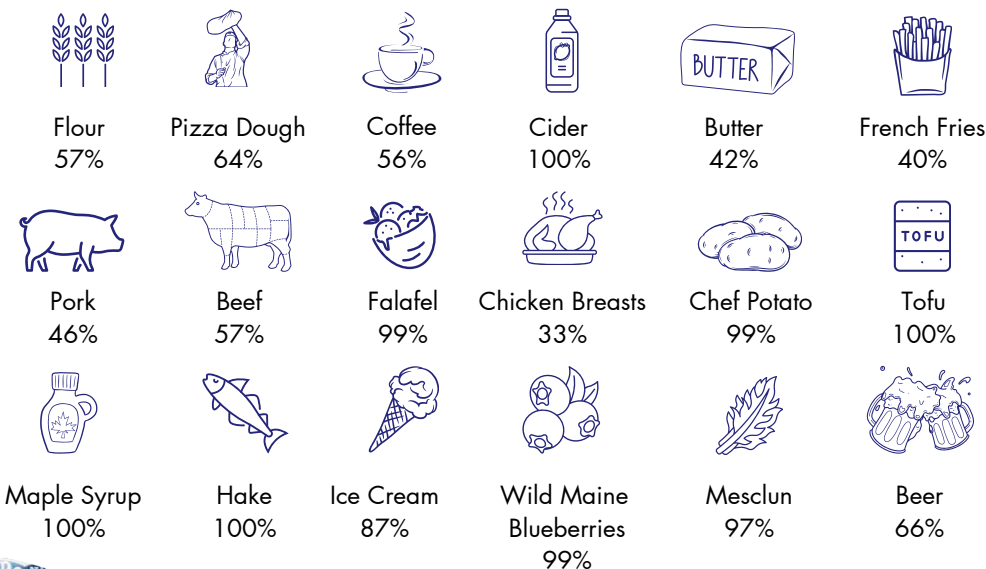 BUTTER
Flour Pizza Dough Coffee Cider Butter French Fries
57% 64% 56% 100% 42% 40%
TOFU
Pork Beef Falafel Chicken Breasts Chef Potato Tofu
46% 57% 99% 33% 99% 100%
Maple Syrup Hake Ice Cream Wild Maine Mesclun Beer
100% 100% 87% Blueberries 97% 66%
99%